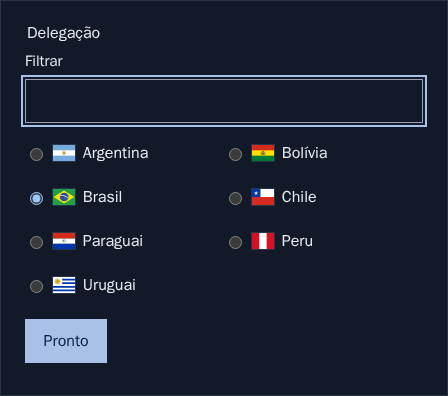 Delegação
Filtrar
Argentina
Bolívia
Brasil
Chile
Paraguai
Peru
Uruguai
Pronto